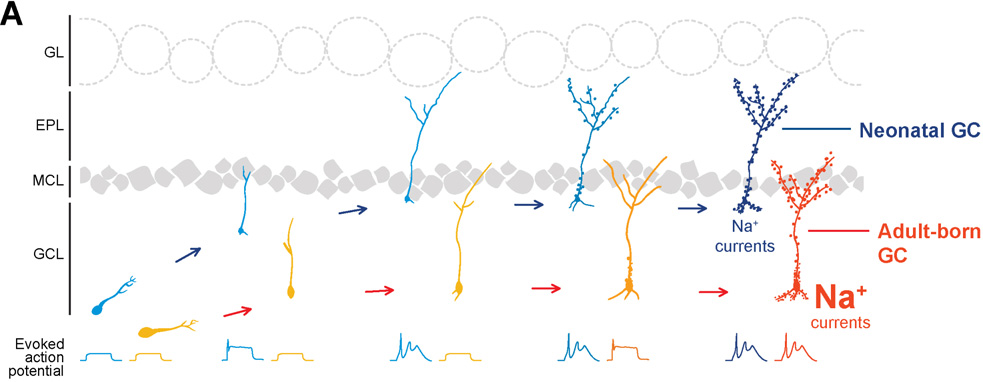 A
GL
EPL
MCL
GCL
Neonatal GC
Na+
currents
Adult-born
GC
Na+
currents
Evoked
action
potential